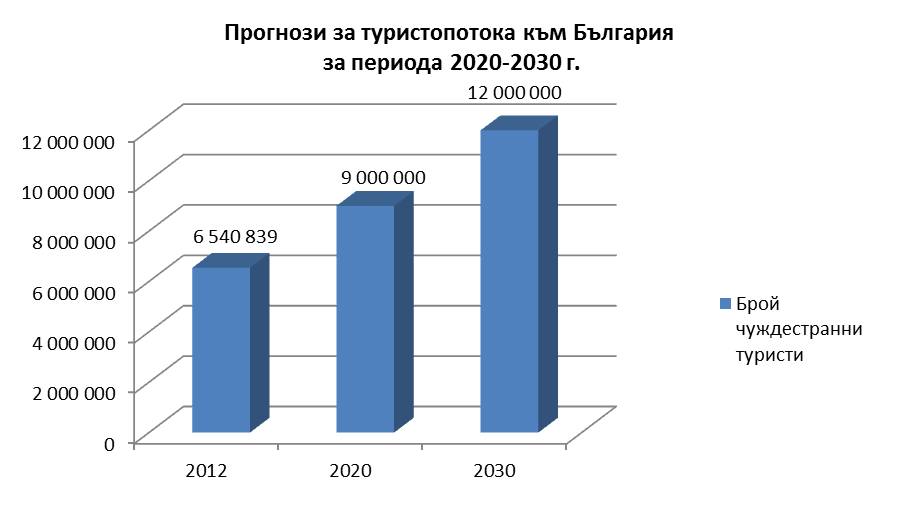 Прогнози за туристопотока към България
за периода 2020-2030 г.
12 000 000
9 000 000
6 540 839
12 000 000
10 000 000
8 000 000
6 000 000
4 000 000
2 000 000
0
2012
2020
2030
Брой
чуждестранни
туристи